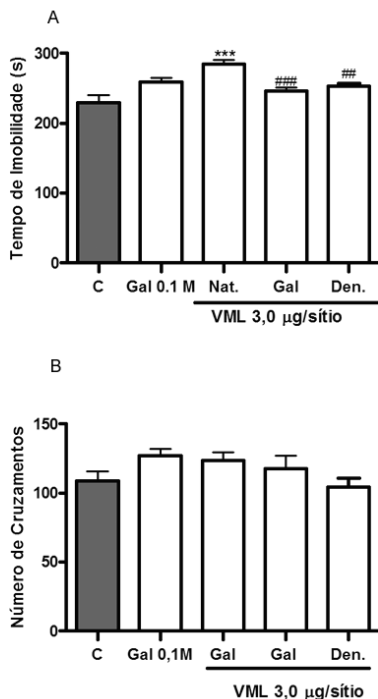 A
Tempo de Imobilidade (s)
300
200
100
0
***
###
##
C Gal 0.1 M Nat. Gal Den.
VML 3,0 µg/sítio
B
Número de Cruzamentos
150
100
50
0
C Gal 0,1M Gal Gal Den.
VML 3,0 µg/sítio